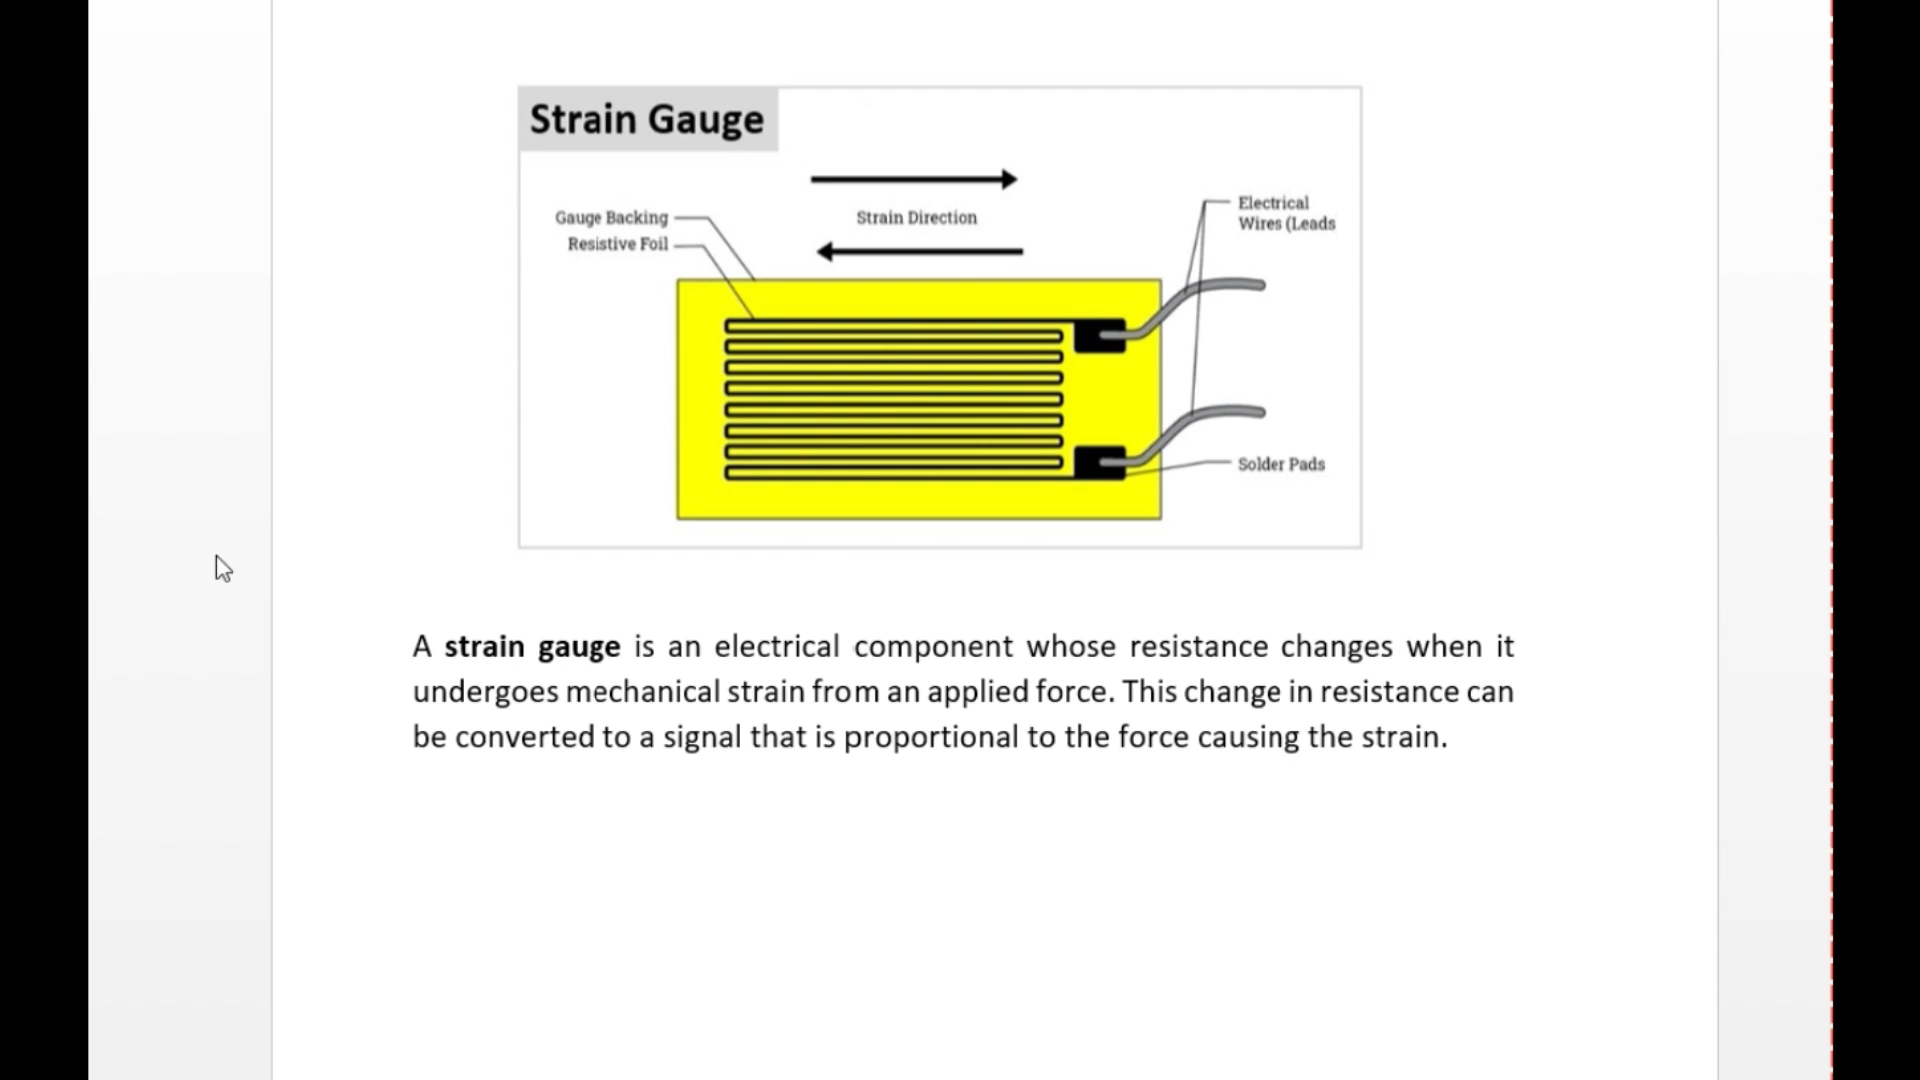 Strain Gauge
Gauge Backing
Resistive Foil
Strain Direction
Electrical
Wires (Leads
Solder Pads
A strain gauge is an electrical component whose resistance changes when it
undergoes mechanical strain from an applied force. This change in resistance can
be converted to a signal that is proportional to the force causing the strain.